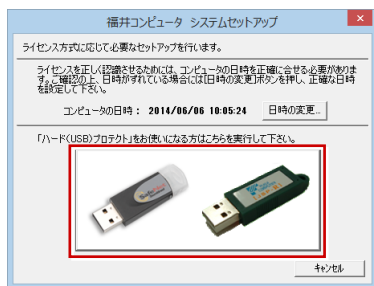 福井コンピュータ システムセットアップ
ライセンス方式に応じて必要なセットアップを行います。
ライセンスを正しく認識させるためには、コンピュータの日時を正確に合せる必要がありま
す。ご確認の上、日時がずれている場合には[日時の変更]ボタンを押し、正確な日時
を設定して下さい。
コンピュータの日時： 2014/06/06 10:05:24 日時の変更..
「ハード(USB)プロテクト」をお使いになる方はこちらを実行して下さい。
キャンセル